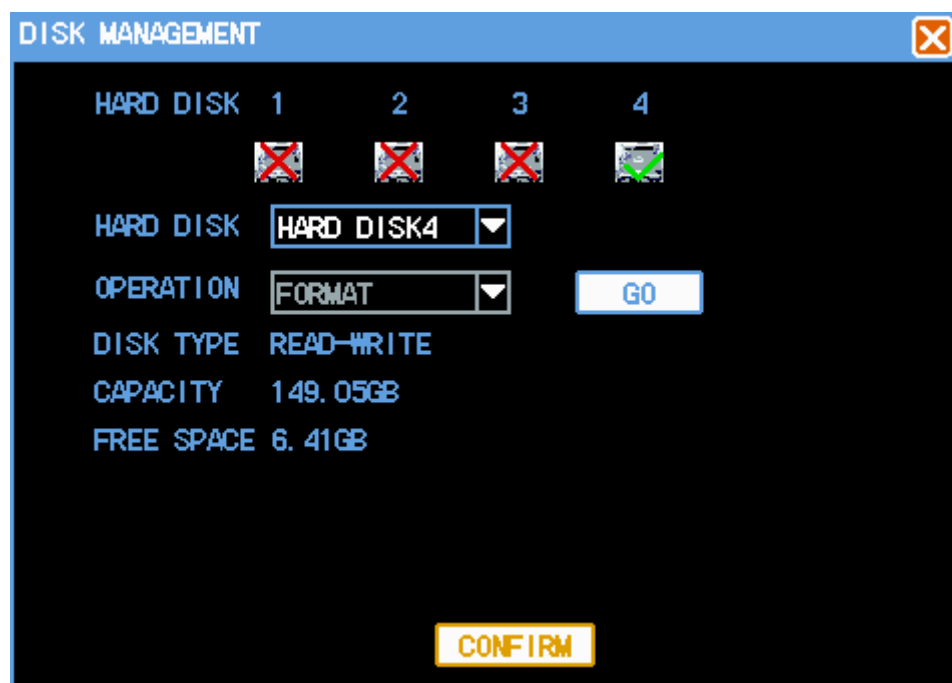 DISK MANAGEMENT
HARD DISK 1 2 3 4
HARD DISK HARD DISK4
OPERATION FORMAT GO
DISK TYPE READ-WRITE
CAPACITY 149.05GB
FREE SPACE 6.41GB
CONFIRM